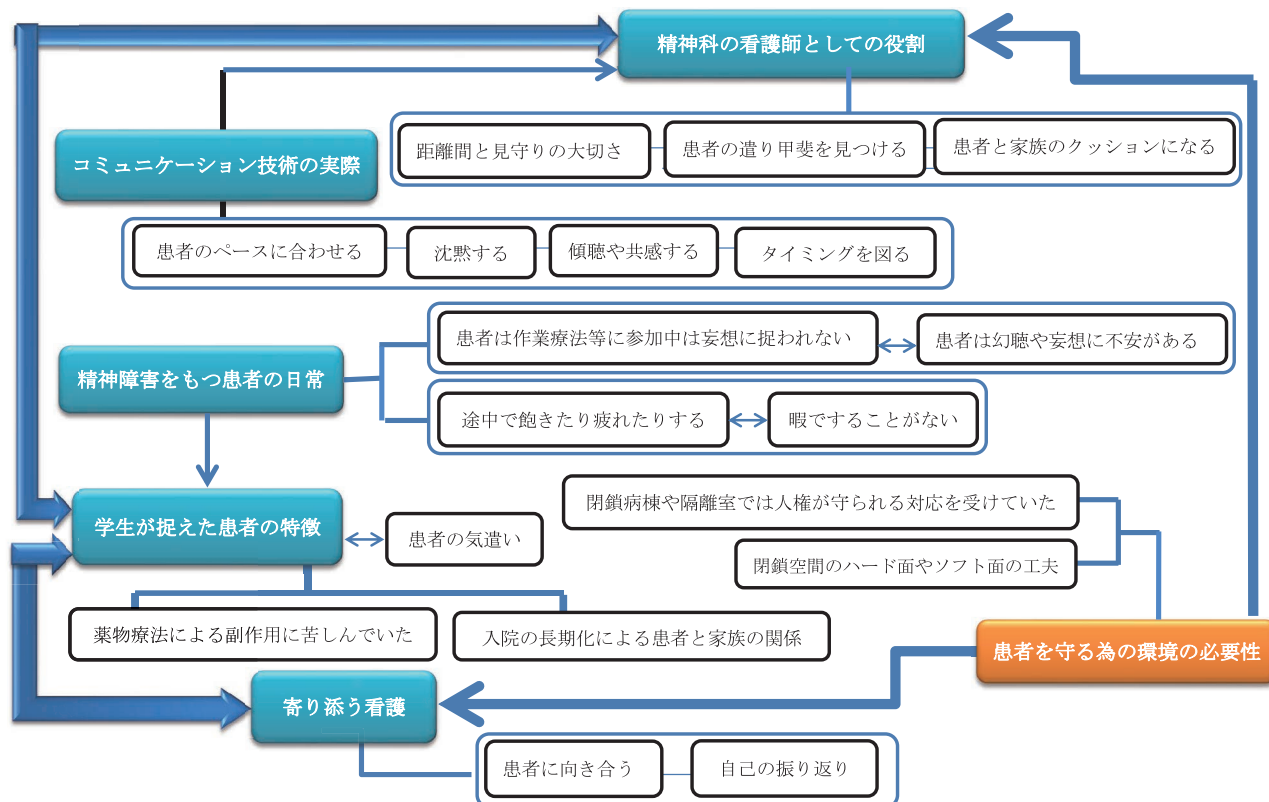 精神科の看護師としての役割
距離間と見守りの大切さ
患者の遣り甲斐を見つける
患者と家族のクッションになる
コミュニケーション技術の実際
患者のペースに合わせる
沈黙する
傾聴や共感する
タイミングを図る
患者は作業療法等に参加中は妄想に捉われない
患者は幻聴や妄想に不安がある
精神障害をもつ患者の日常
途中で飽きたり疲れたりする
暇ですることがない
閉鎖病棟や隔離室では人権が守られる対応を受けていた
学生が捉えた患者の特徴
患者の気遣い
閉鎖空間のハード面やソフト面の工夫
薬物療法による副作用に苦しんでいた
入院の長期化による患者と家族の関係
患者を守る為の環境の必要性
寄り添う看護
患者に向き合う
自己の振り返り